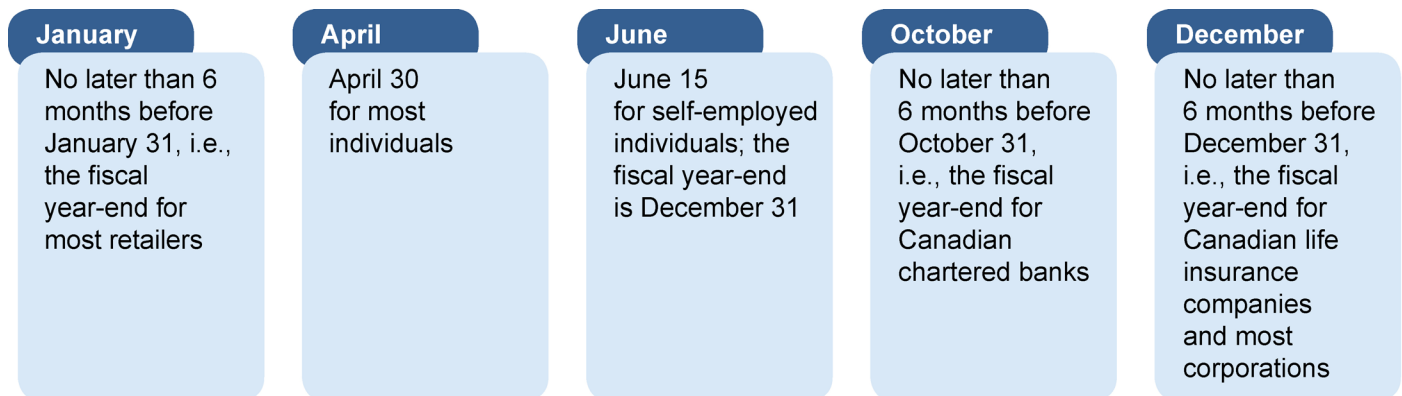 January
No later than 6
months before
January 31, i.e.,
the fiscal
year-end for
most retailers
April
April 30
for most
individuals
June
June 15
for self-employed
individuals; the
fiscal year-end
is December 31
October
No later than
6 months before
October 31,
i.e., the fiscal
year-end for
Canadian
chartered banks
December
No later than
6 months before
December 31,
i.e., the fiscal
year-end for
Canadian life
insurance
companies
and most
corporations